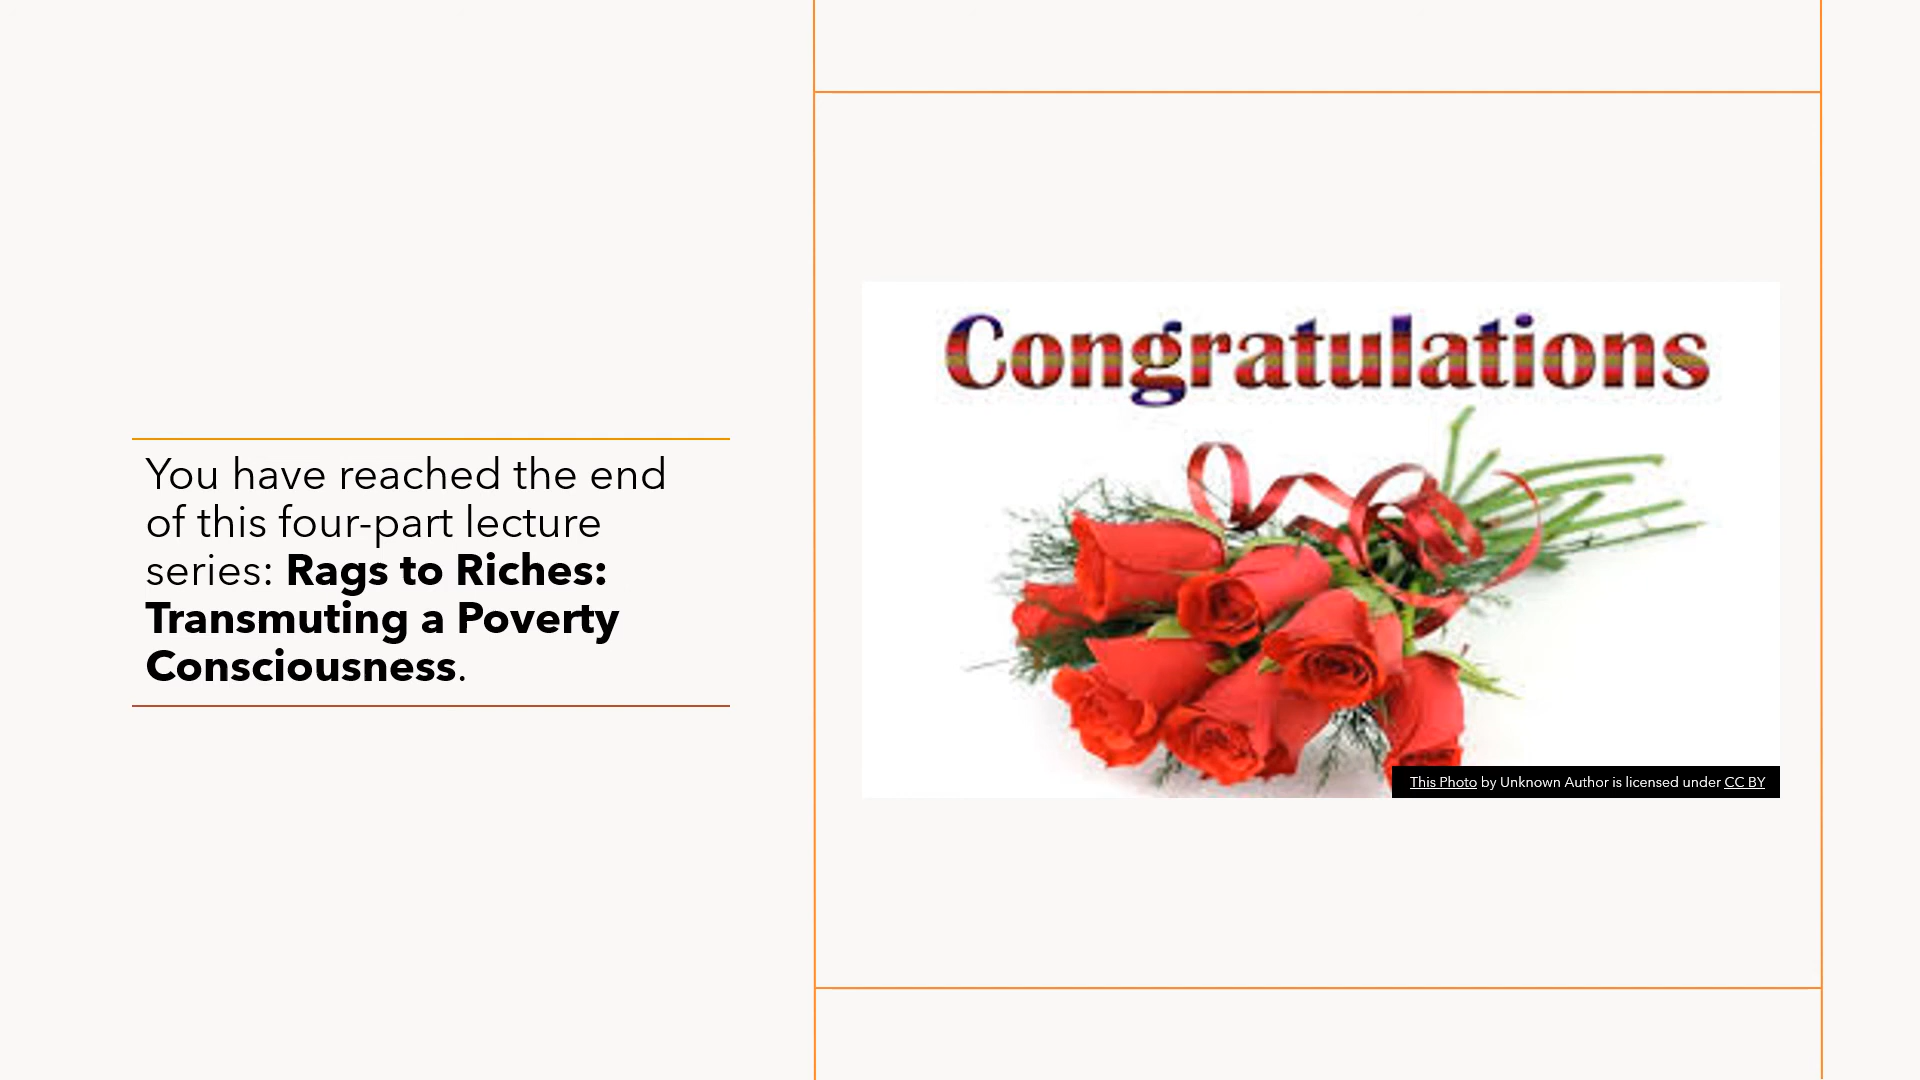 You have reached the end
of this four-part lecture
series: Rags to Riches:
Transmuting a Poverty
Consciousness.
Congratulations
This Photo by Unknown Author is licensed under CC BY